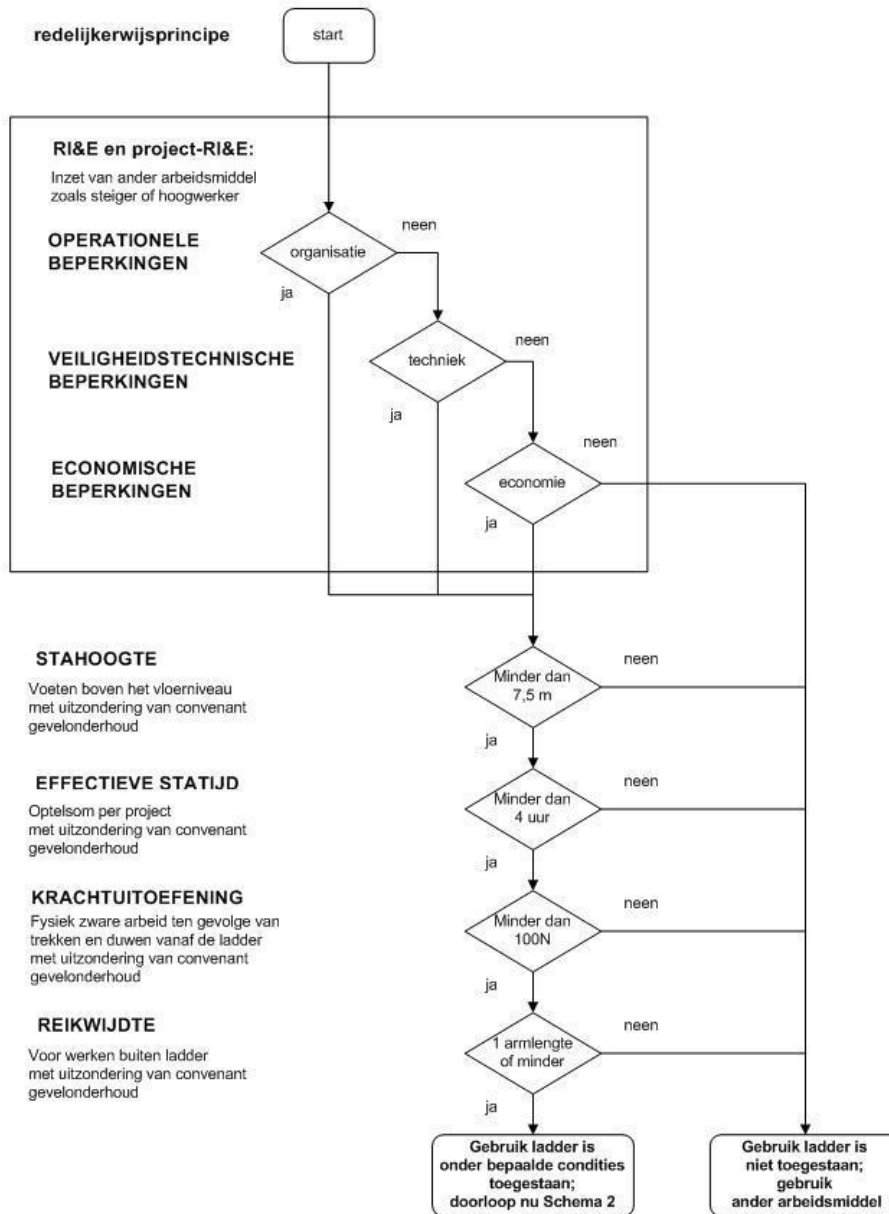 redelijkerwijsprincipe
start
RI&E en project-RI&E:
Inzet van ander arbeidsmiddel
zoals steiger of hoogwerker
OPERATIONELE
BEPERKINGEN
organisatie
neen
ja
VEILIGHEIDSTECHNISCHE
BEPERKINGEN
techniek
neen
ja
ECONOMISCHE
BEPERKINGEN
economie
neen
ja
STAHOOGTE
Voeten boven het vloerniveau
met uitzondering van convenant
gevelonderhoud
Minder dan
7,5 m
neen
ja
EFFECTIEVE STATIJD
Optelsom per project
met uitzondering van convenant
gevelonderhoud
Minder dan
4 uur
neen
ja
KRACHTUITOEFENING
Fysiek zware arbeid ten gevolge van
trekken en duwen vanaf de ladder
met uitzondering van convenant
gevelonderhoud
Minder dan
100N
neen
ja
REIKWIJDTE
Voor werken buiten ladder
met uitzondering van convenant
gevelonderhoud
1 armlengte
of minder
neen
ja
Gebruik ladder is
onder bepaalde condities
toegestaan;
doorloop nu Schema 2
Gebruik ladder is
niet toegestaan;
gebruik
ander arbeidsmiddel